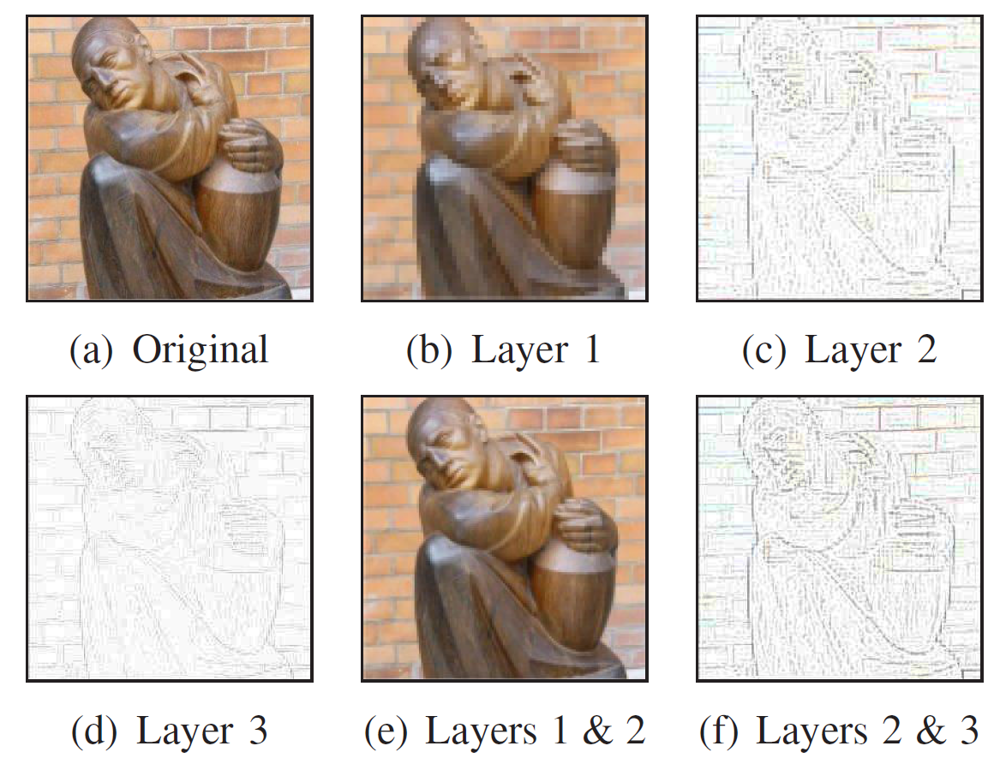 (a) Original
(b) Layer 1
(c) Layer 2
(d) Layer 3
(e) Layers 1 & 2
(f) Layers 2 & 3